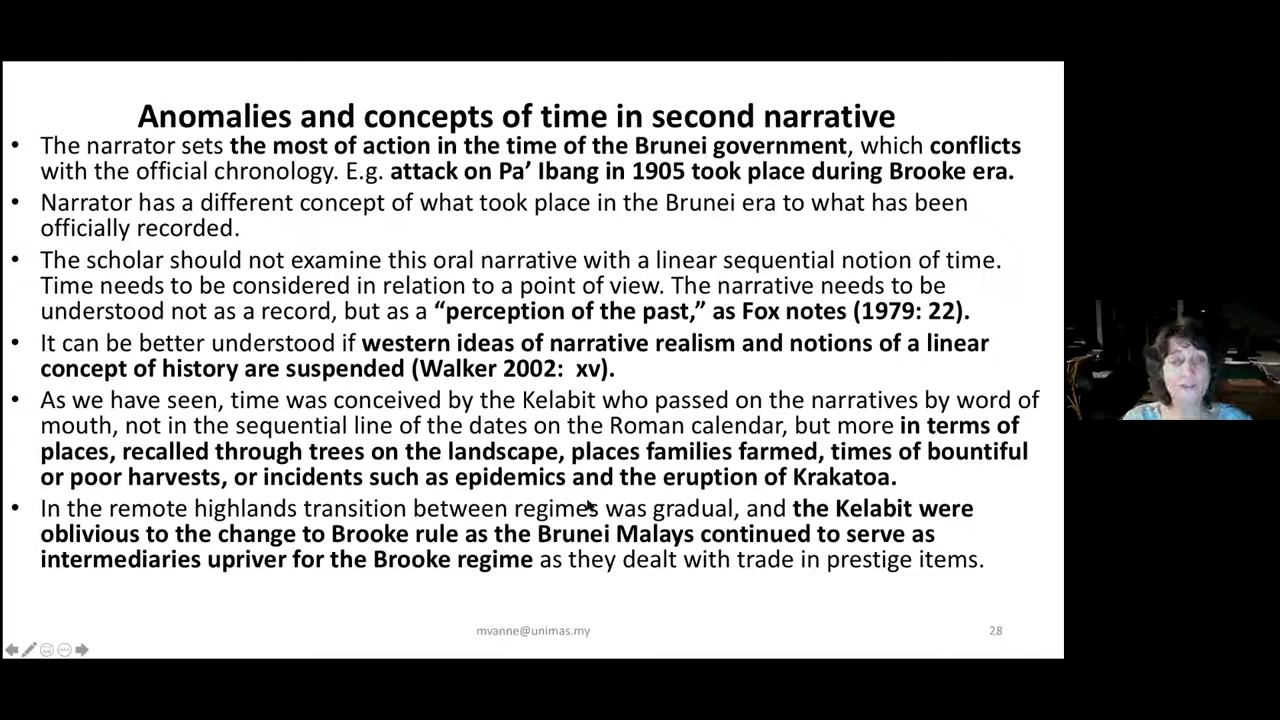 Anomalies and concepts of time in second narrative
• The narrator sets the most of action in the time of the Brunei government, which conflicts
with the official chronology. E.g. attack on Pa’ Ibang in 1905 took place during Brooke era.
• Narrator has a different concept of what took place in the Brunei era to what has been
officially recorded.
• The scholar should not examine this oral narrative with a linear sequential notion of time.
Time needs to be considered in relation to a point of view. The narrative needs to be
understood not as a record, but as a “perception of the past,” as Fox notes (1979: 22).
• It can be better understood if western ideas of narrative realism and notions of a linear
concept of history are suspended (Walker 2002: xv).
• As we have seen, time was conceived by the Kelabit who passed on the narratives by word of
mouth, not in the sequential line of the dates on the Roman calendar, but more in terms of
places, recalled through trees on the landscape, places families farmed, times of bountiful
or poor harvests, or incidents such as epidemics and the eruption of Krakatoa.
• In the remote highlands transition between regimes was gradual, and the Kelabit were
oblivious to the change to Brooke rule as the Brunei Malays continued to serve as
intermediaries upriver for the Brooke regime as they dealt with trade in prestige items.
mvanne@unimas.my
28